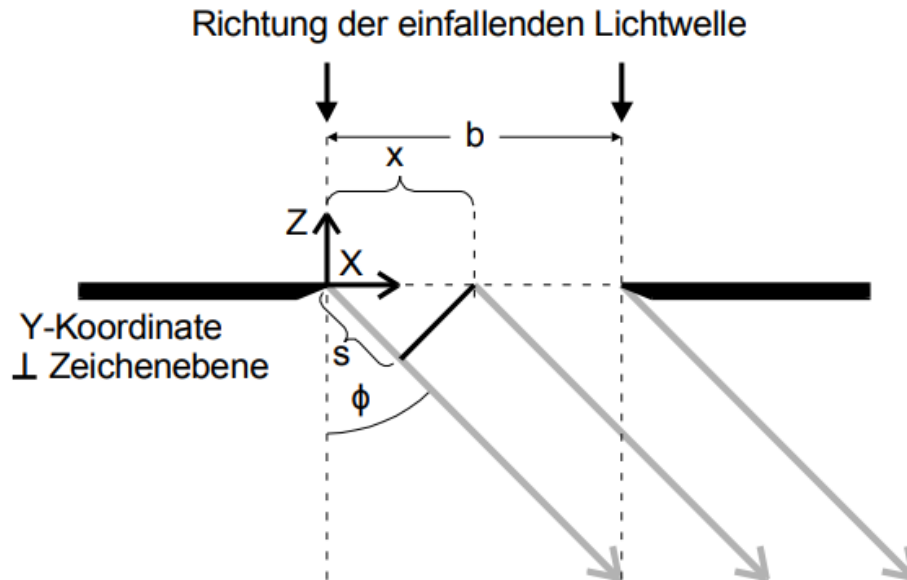 Richtung der einfallenden Lichtwelle
b
x
Z
X
Y-Koordinate
⊥ Zeichenebene
s
ϕ